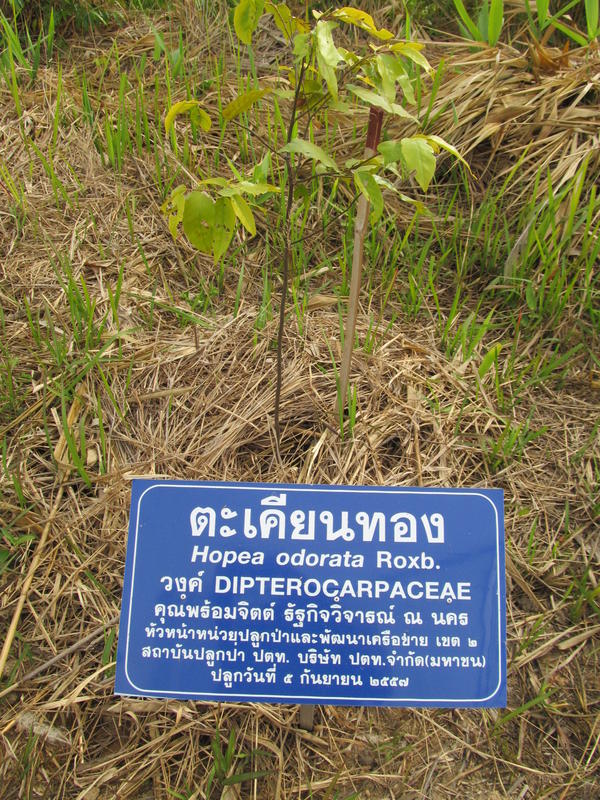 ตะเคียนทอง
Hopea odorata Roxb.
วงศ์ DIPTEROCARPACEAE
คุณพร้อมจิตต์ รัฐกิจวิจารณ์ ณ นคร
หัวหน้าหน่วยปลูกป่าและพัฒนาเครือข่าย เขต ๒
สถาบันปลูกป่า ปตท. บริษัท ปตท.จำกัด(มหาชน)
ปลูกวันที่ ๕ กันยายน ๒๕๕๗